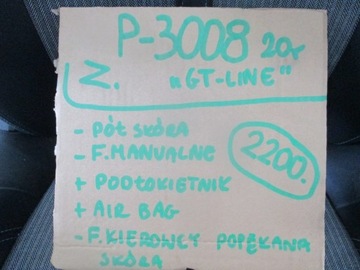 P-3008 20r
Z. "GT-LINE"
- PÓŁ SKÓRA
- F. MANUALNE
+ PODŁOKIETNIK
+ AIR BAG
- F. KIEROWCY POPĘKANA
SKÓRA
2200.